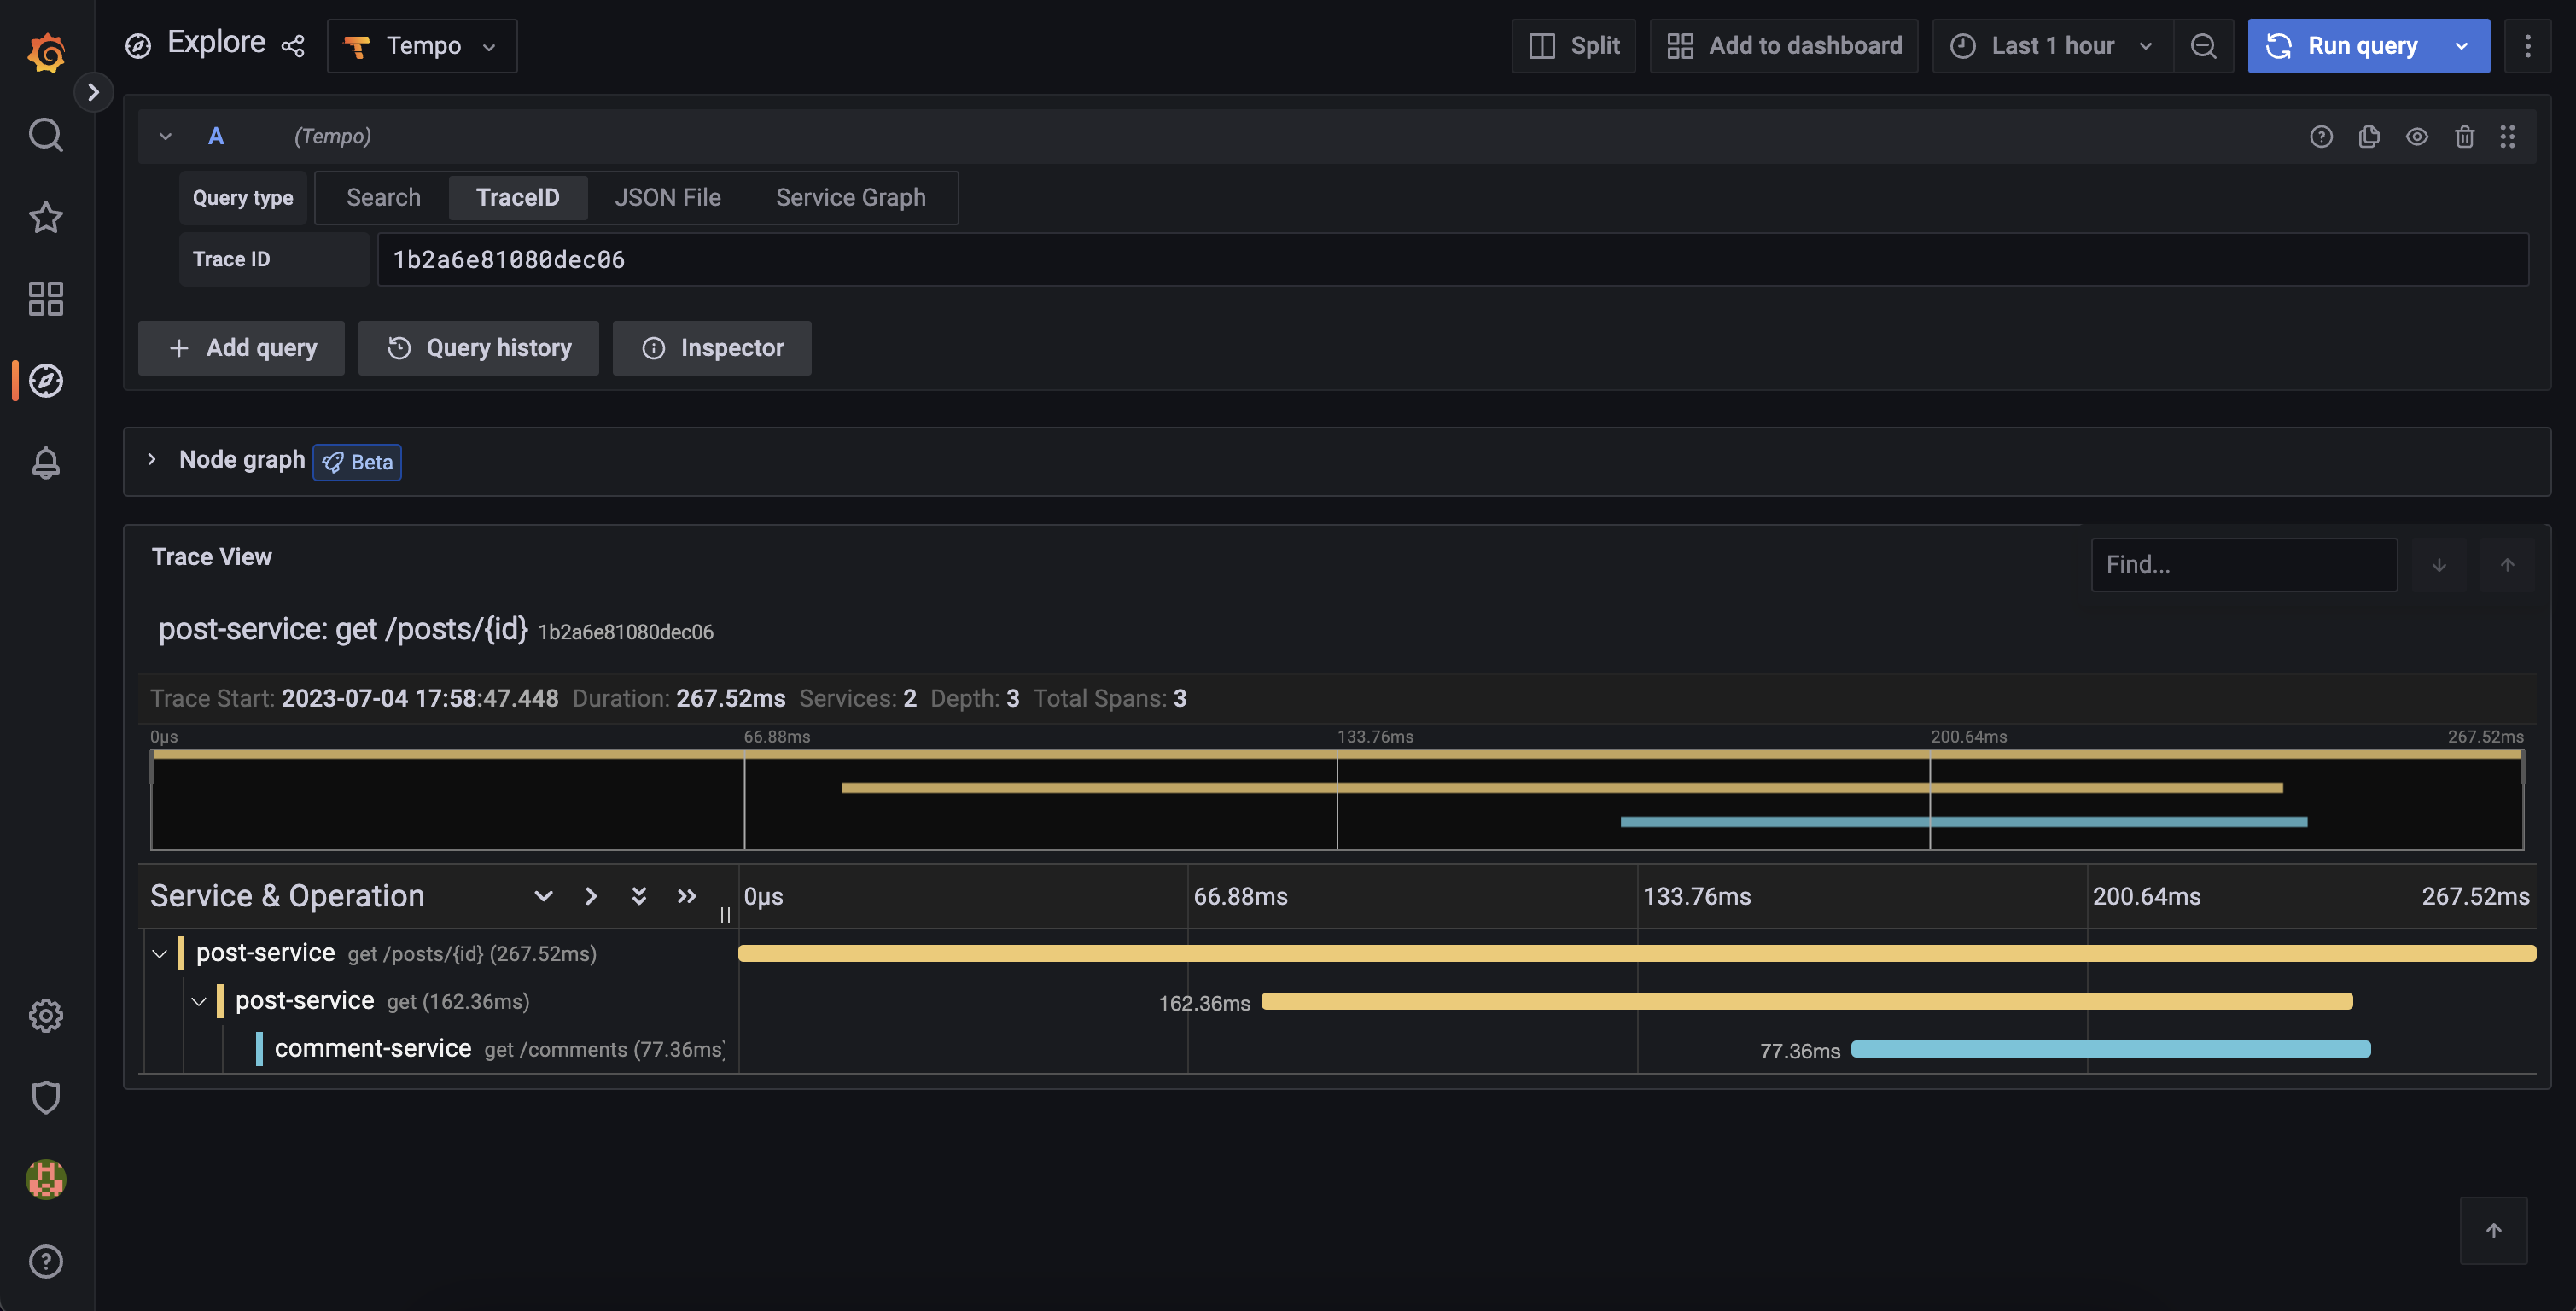 Explore Tempo Split Add to dashboard Last 1 hour Run query
A (Tempo)
Query type Search TraceID JSON File Service Graph
Trace ID 1b2a6e81080dec06
Add query Query history Inspector
Node graph Beta
Trace View Find...
post-service: get /posts/{id} 1b2a6e81080dec06
Trace Start: 2023-07-04 17:58:47.448 Duration: 267.52ms Services: 2 Depth: 3 Total Spans: 3
0μs 66.88ms 133.76ms 200.64ms 267.52ms
Service & Operation 0μs 66.88ms 133.76ms 200.64ms 267.52ms
post-service get /posts/{id} (267.52ms)
post-service get (162.36ms) 162.36ms
comment-service get /comments (77.36ms) 77.36ms